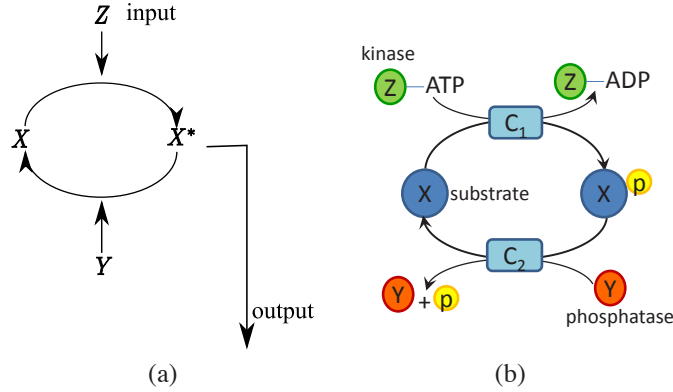 Z input
X X*
Y
output
(a)
kinase
Z ATP Z ADP
C1
X substrate X p
C2
Y + p Y
phosphatase
(b)